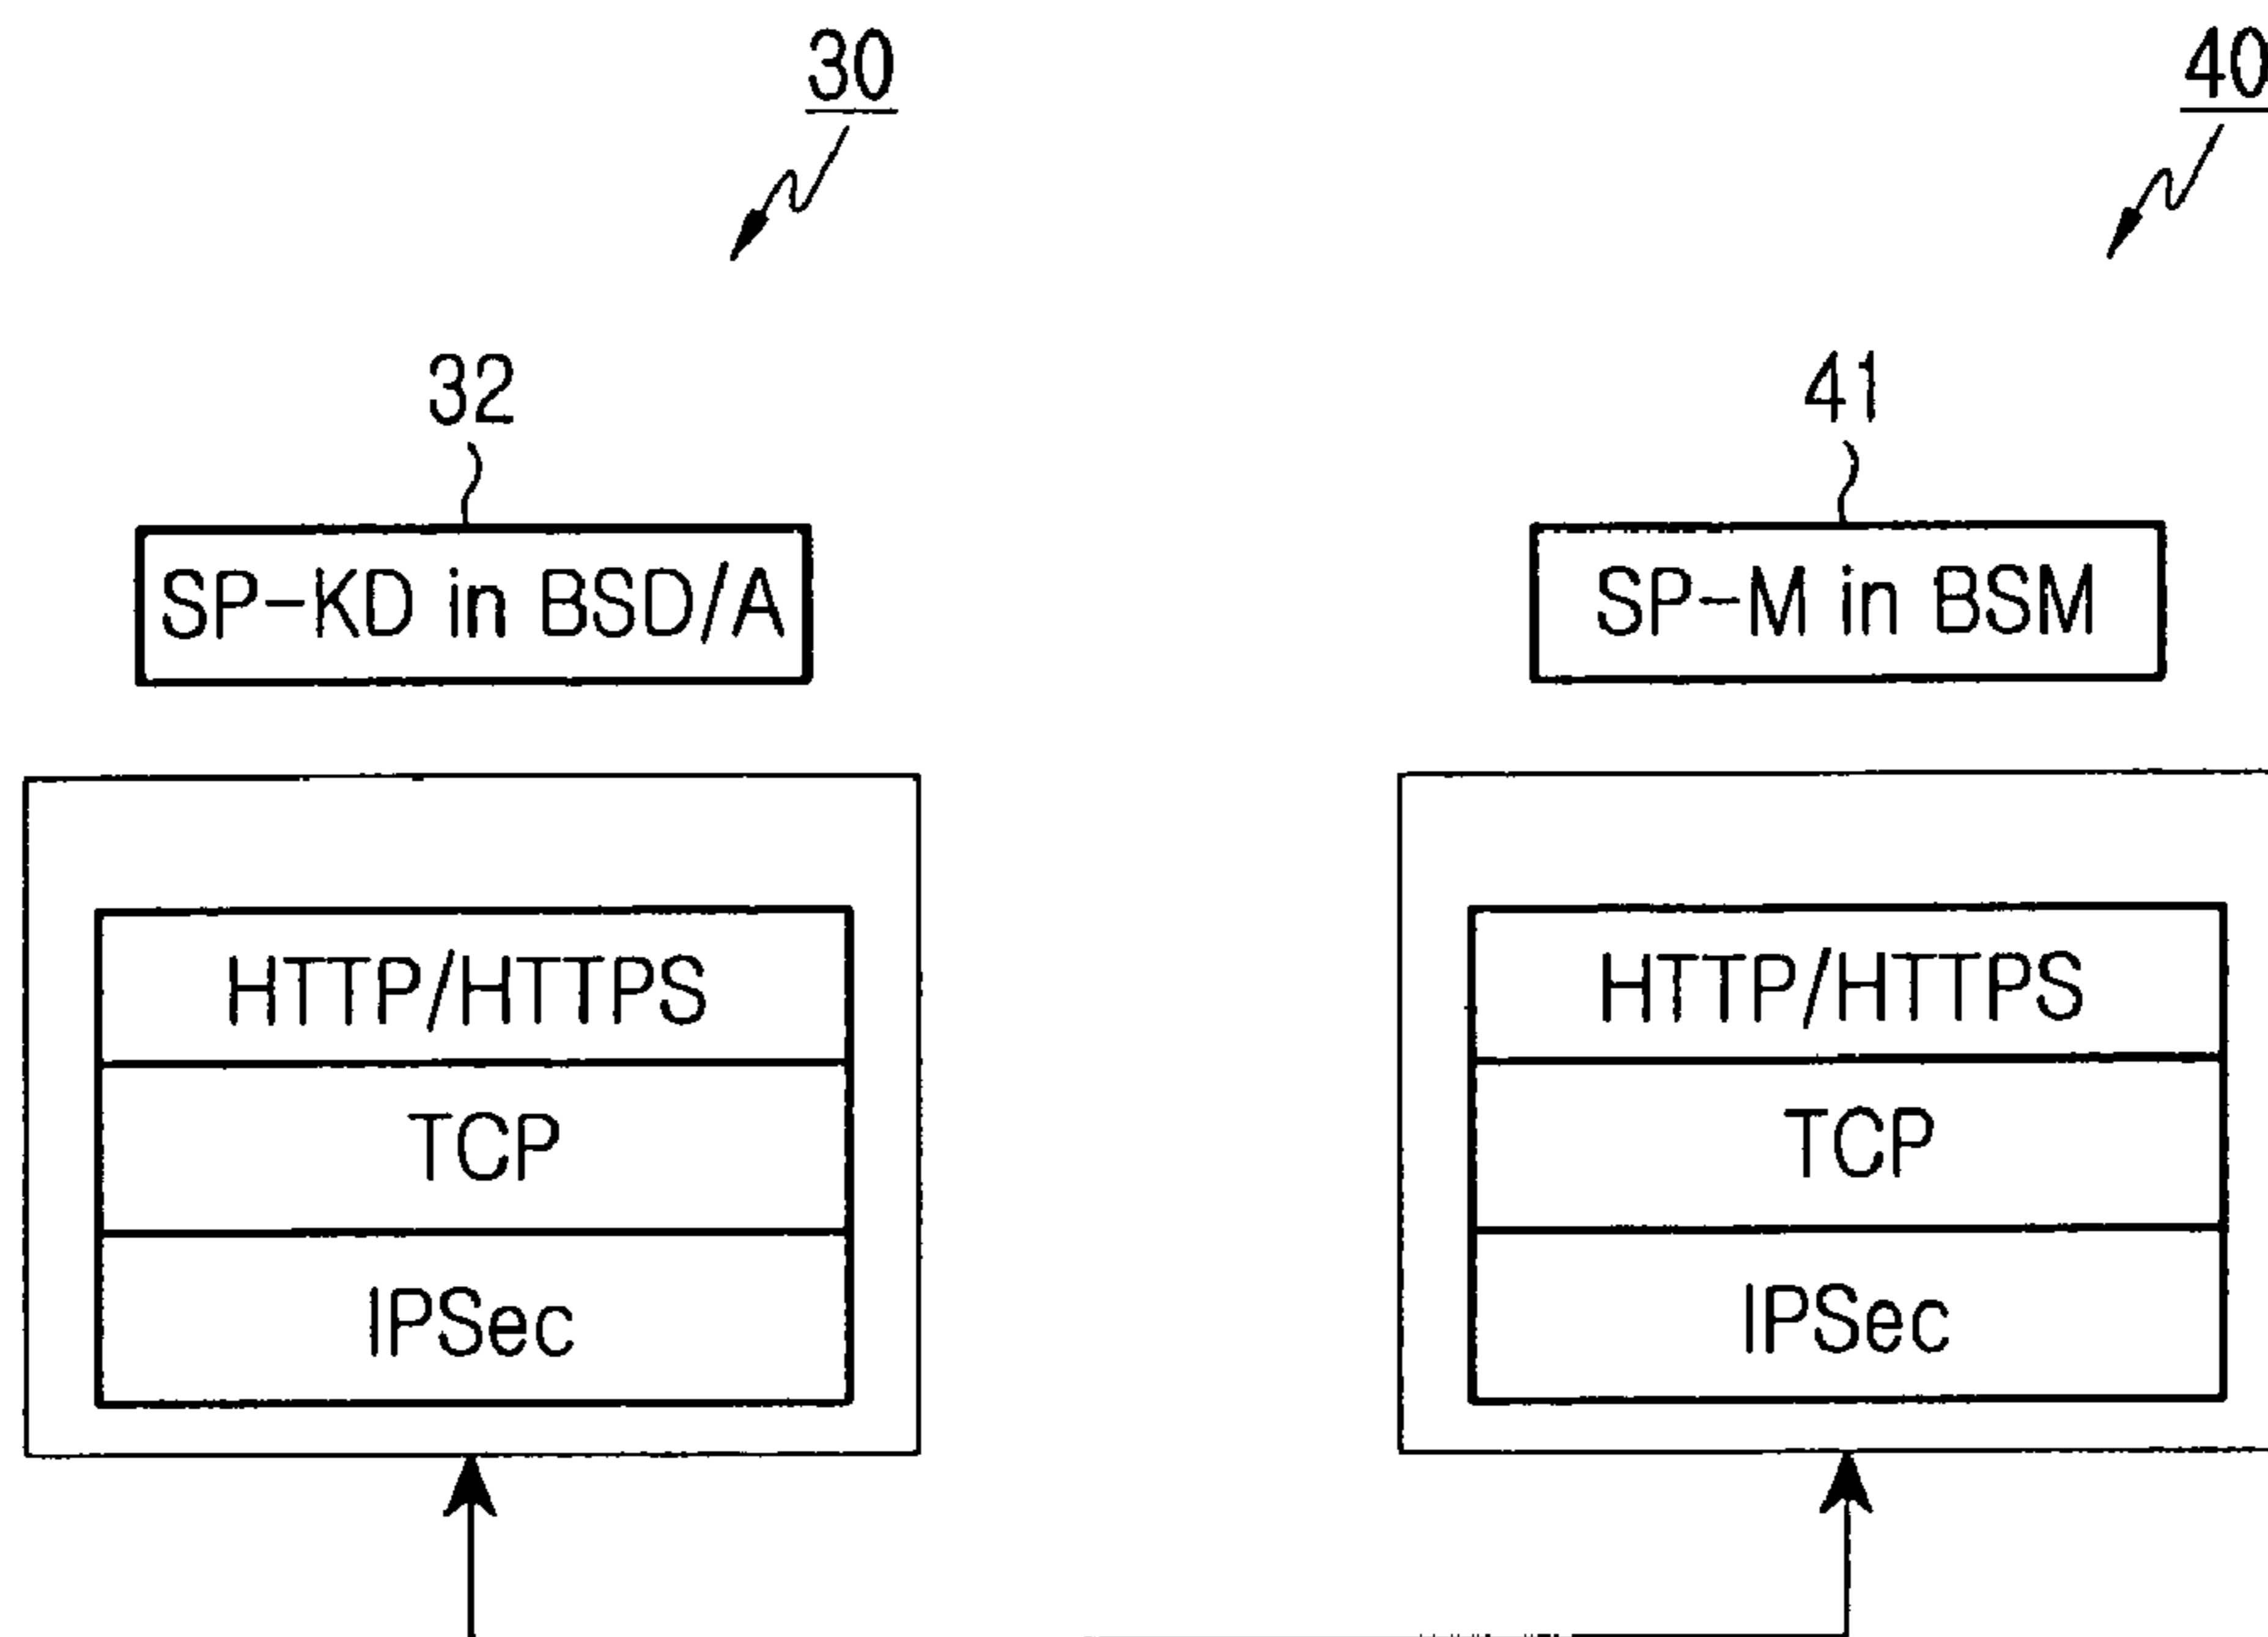 30
40
32
41
SP-KD in BSD/A
SP-M in BSM
HTTP/HTTPS
TCP
IPSec
HTTP/HTTPS
TCP
IPSec